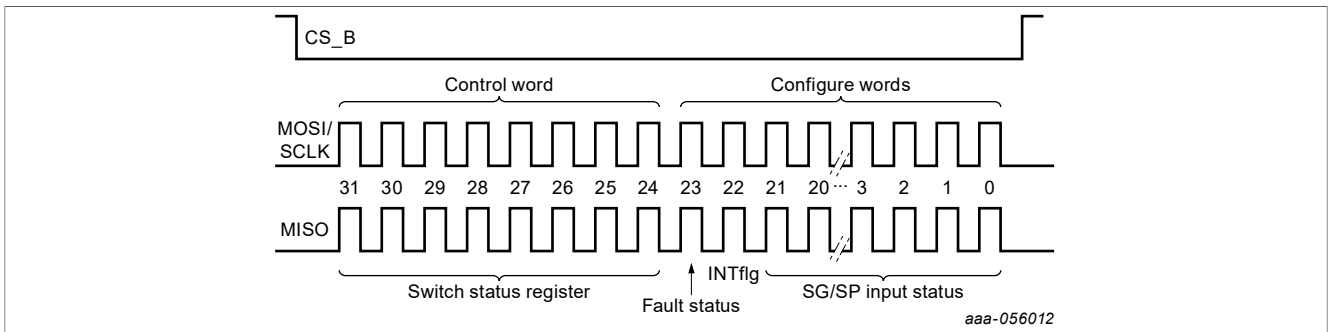 CS_B
Control word
Configure words
MOSI/
SCLK
31 30 29 28 27 26 25 24 23 22 21 20 ... 3 2 1 0
MISO
INTflg
Switch status register
SG/SP input status
Fault status
aaa-056012